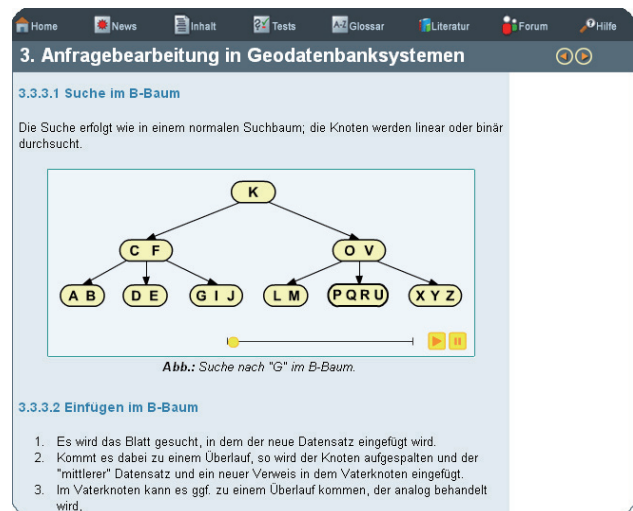 Home News Inhalt Tests A-Z Glossar Literatur Forum Hilfe
3. Anfragebearbeitung in Geodatenbanksystemen
3.3.3.1 Suche im B-Baum
Die Suche erfolgt wie in einem normalen Suchbaum; die Knoten werden linear oder binär
durchsucht.
K
C F O V
A B D E G I J L M P Q R U X Y Z
Abb.: Suche nach "G" im B-Baum.
3.3.3.2 Einfügen im B-Baum
1. Es wird das Blatt gesucht, in dem der neue Datensatz eingefügt wird.
2. Kommt es dabei zu einem Überlauf, so wird der Knoten aufgespalten und der
"mittlerer" Datensatz und ein neuer Verweis in dem Vaterknoten eingefügt.
3. Im Vaterknoten kann es ggf. zu einem Überlauf kommen, der analog behandelt
wird.